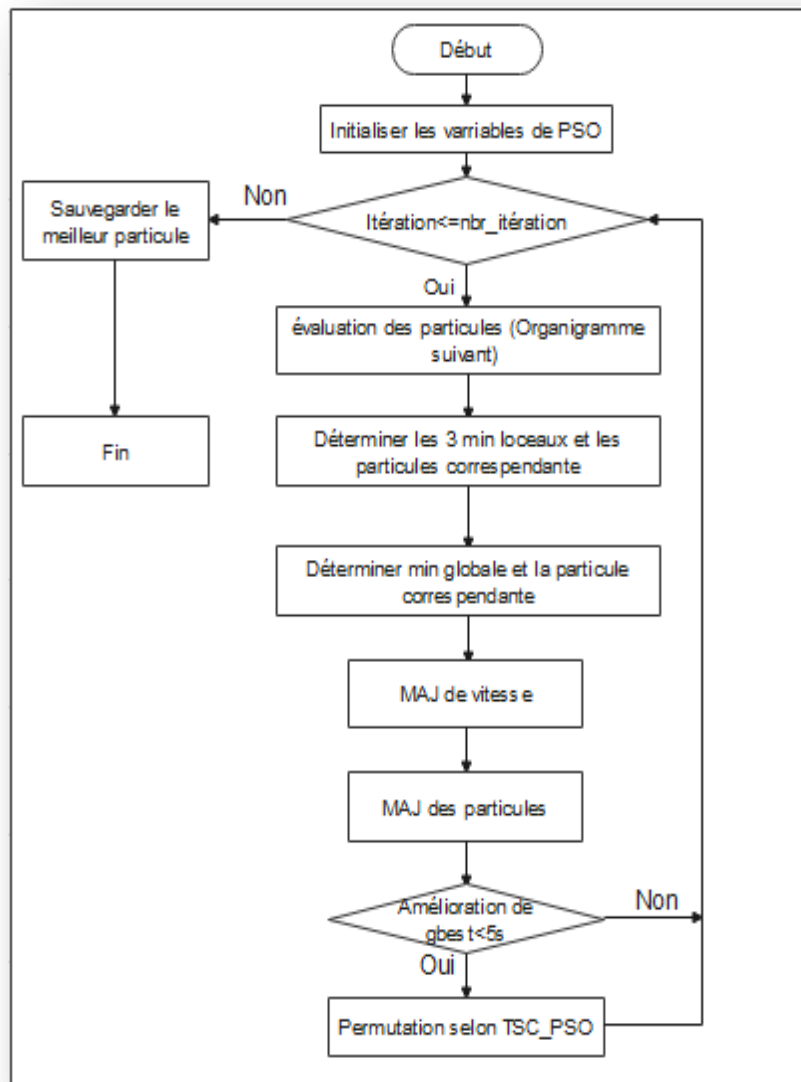 Début
Initialiser les varriables de PSO
Non
Sauvegarder le
meilleur particule
Itération<=nbr_itération
Oui
évaluation des particules (Organigramme
suivant)
Fin
Déterminer les 3 min loceaux et les
particules correspendante
Déterminer min globale et la particule
correspendante
MAJ de vitesse
MAJ des particules
Amélioration de
gbest<5s
Non
Oui
Permutation selon TSC_PSO